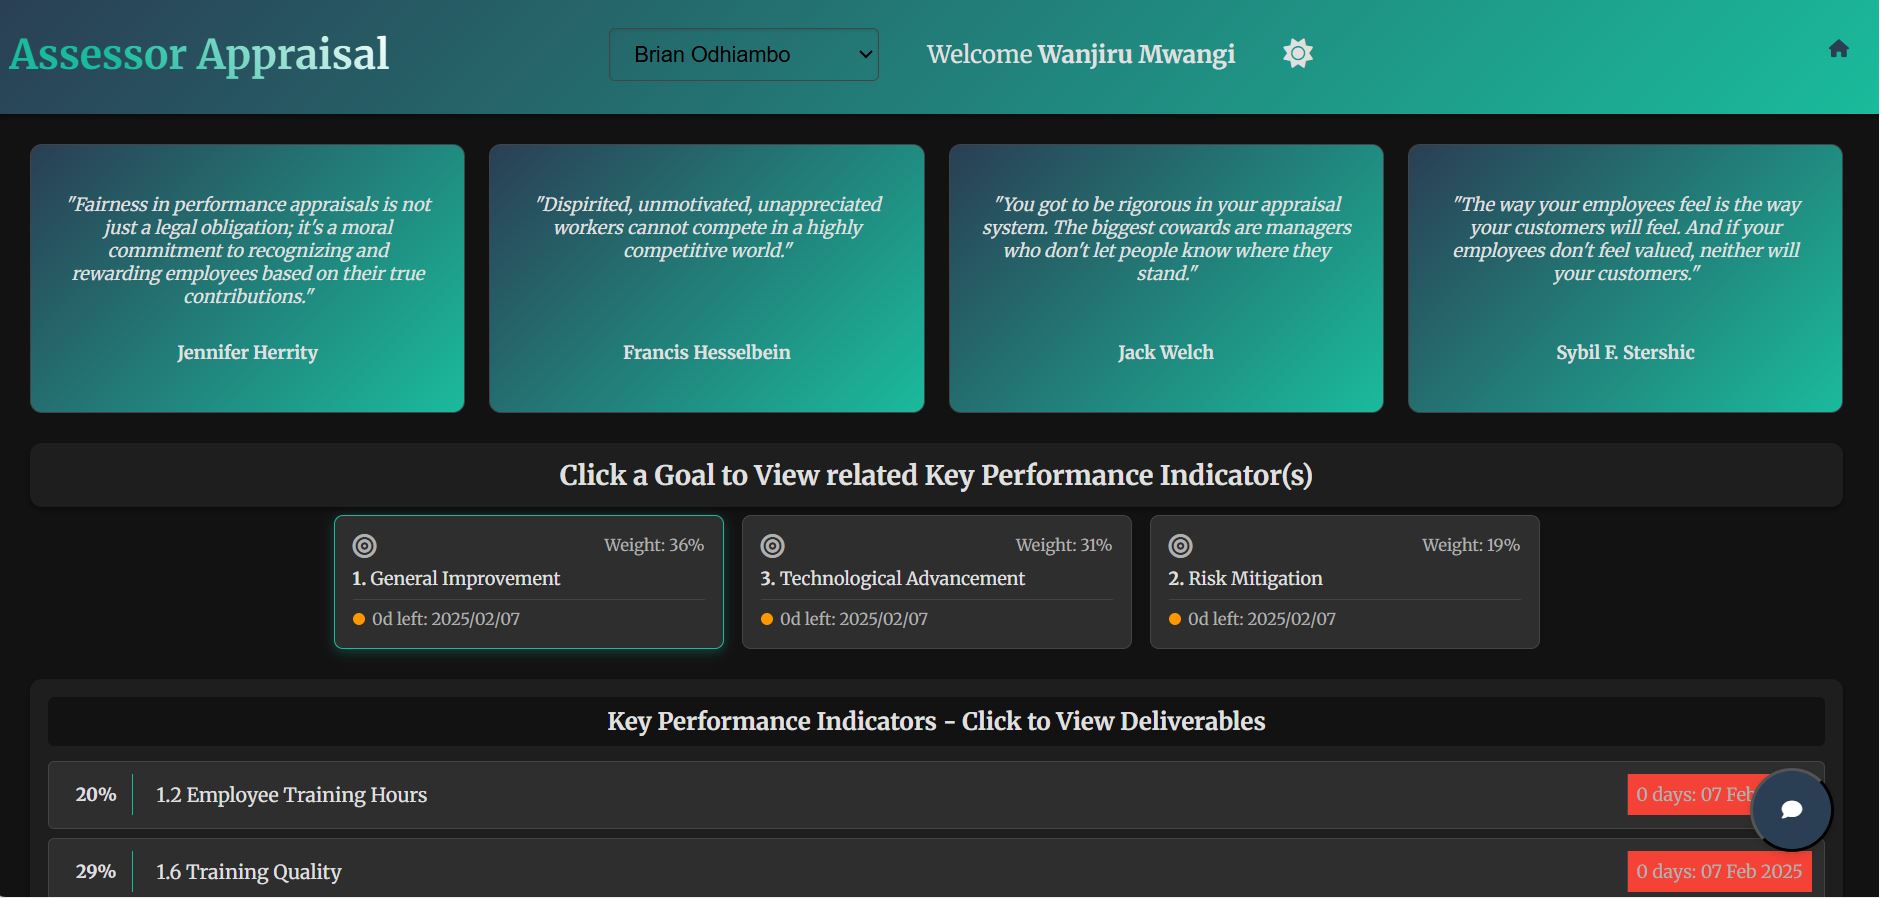 Assessor Appraisal
Brian Odhiambo
Welcome Wanjiru Mwangi
"Fairness in performance appraisals is not
just a legal obligation; it's a moral
commitment to recognizing and
rewarding employees based on their true
contributions."
Jennifer Herrity
"Dispirited, unmotivated, unappreciated
workers cannot compete in a highly
competitive world."
Francis Hesselbein
"You got to be rigorous in your appraisal
system. The biggest cowards are managers
who don't let people know where they
stand."
Jack Welch
"The way your employees feel is the way
your customers will feel. And if your
employees don't feel valued, neither will
your customers."
Sybil F. Stershic
Click a Goal to View related Key Performance Indicator(s)
Weight: 36%
1. General Improvement
0d left: 2025/02/07
Weight: 31%
3. Technological Advancement
0d left: 2025/02/07
Weight: 19%
2. Risk Mitigation
0d left: 2025/02/07
Key Performance Indicators - Click to View Deliverables
20% 1.2 Employee Training Hours 0 days: 07 Feb
29% 1.6 Training Quality 0 days: 07 Feb 2025